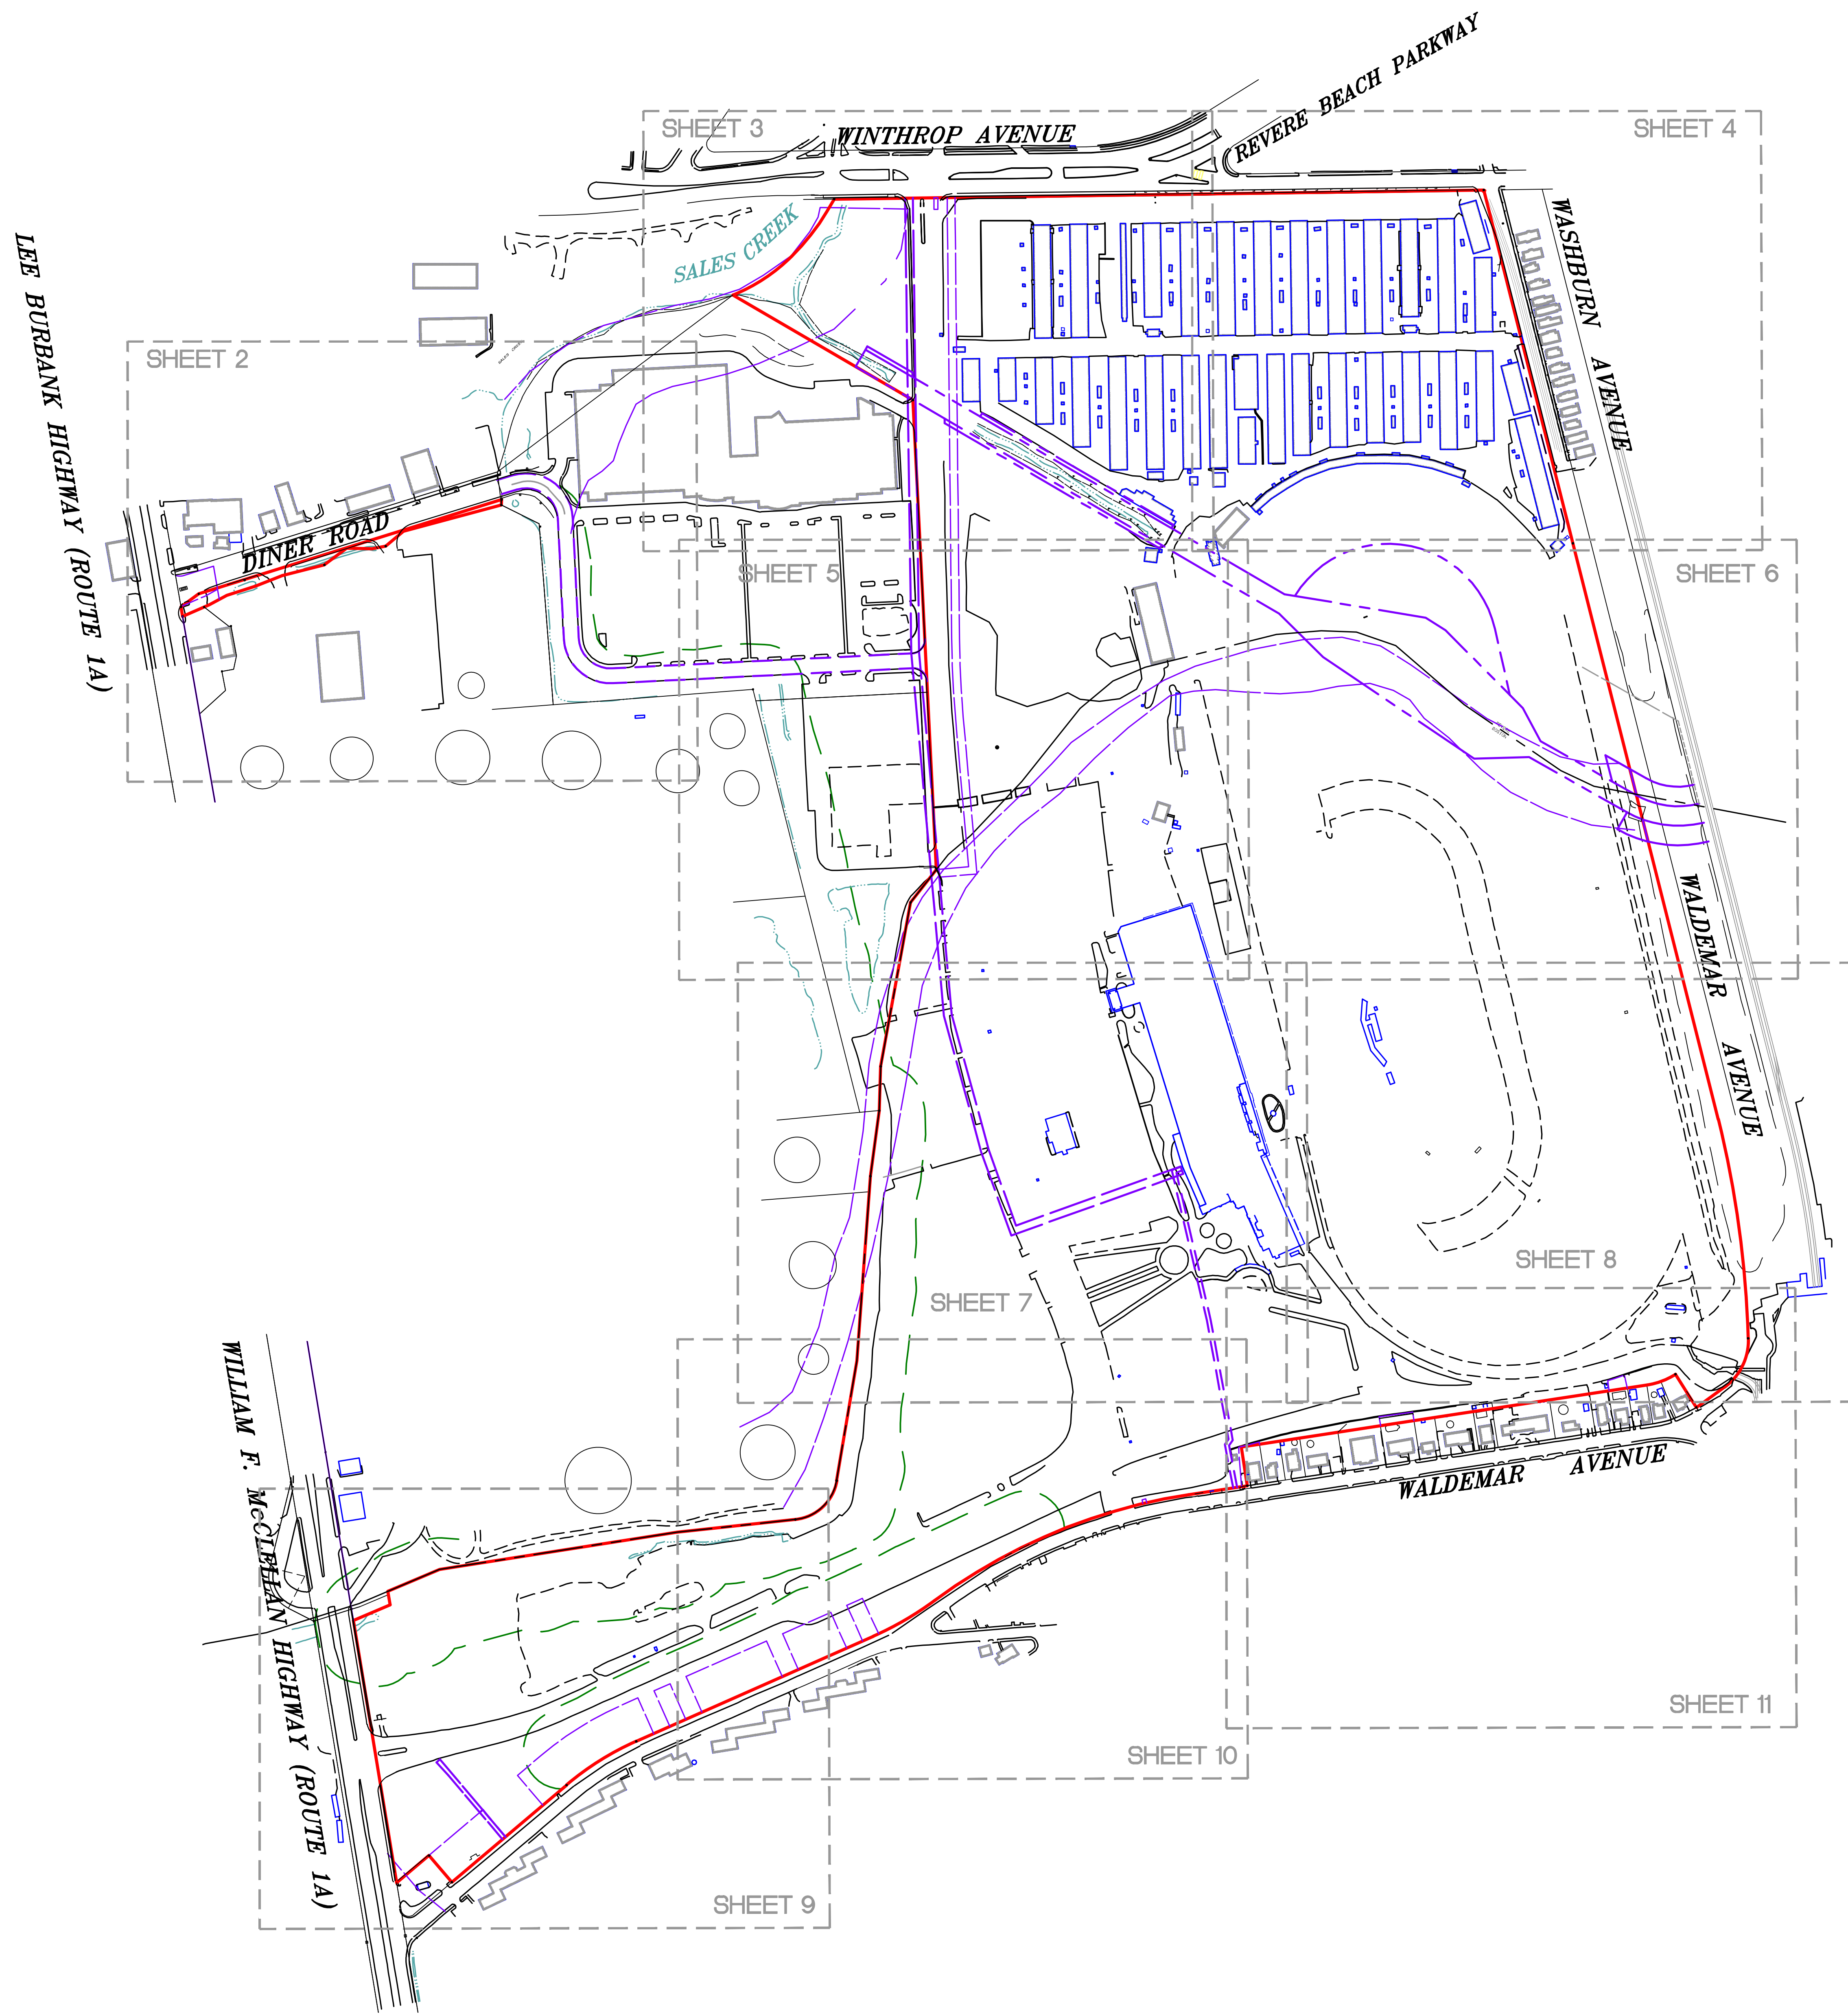 REVERE BEACH PARKWAY
SHEET 3
WINTHROP AVENUE
SHEET 4
SALES CREEK
WASHBURN AVENUE
LEE BURBANK HIGHWAY (ROUTE 1A)
SHEET 2
DINER ROAD
SHEET 5
SHEET 6
WALDEMAR AVENUE
SHEET 8
SHEET 7
WILLIAM F. McCLELLAN HIGHWAY (ROUTE 1A)
WALDEMAR AVENUE
SHEET 11
SHEET 10
SHEET 9